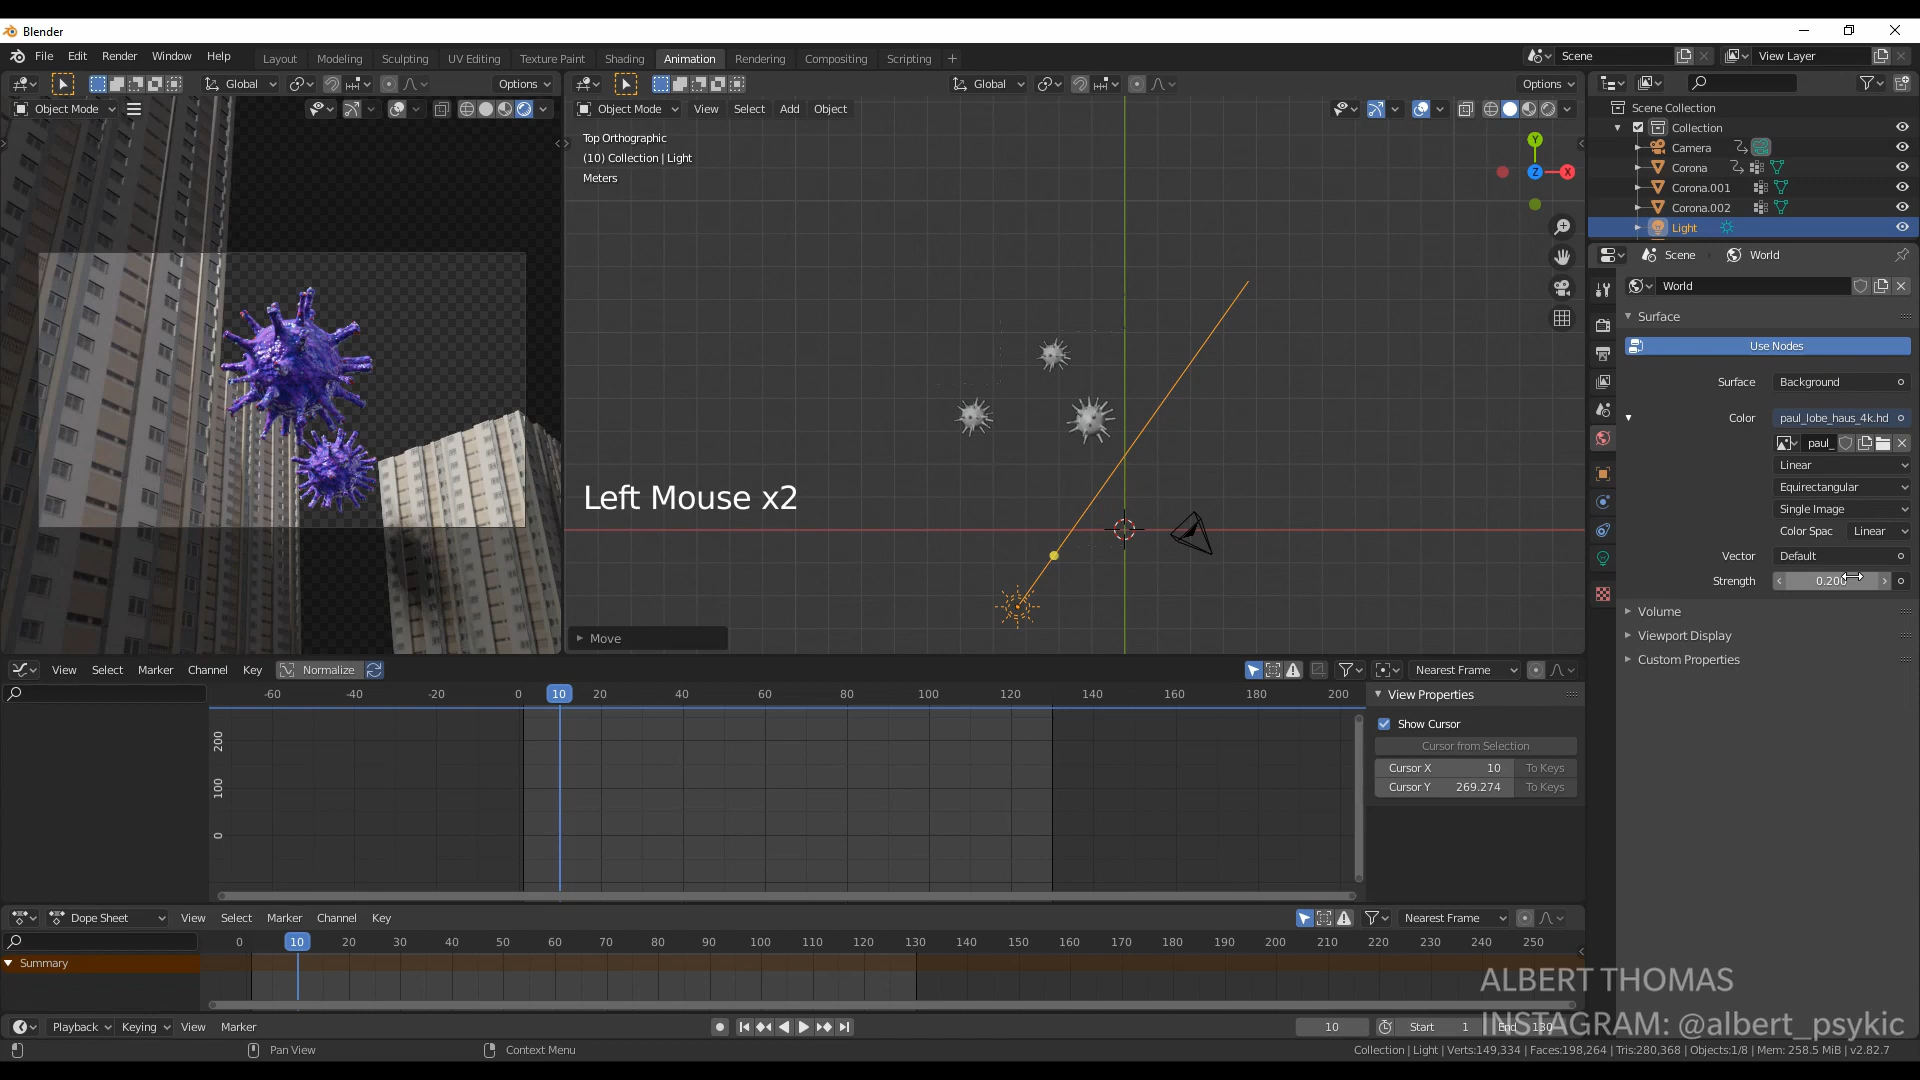 Blender
File Edit Render Window Help
Layout Modeling Sculpting UV Editing Texture Paint Shading Animation Rendering Compositing Scripting +
Scene
View Layer
Global
Options
Global
Options
Object Mode
Object Mode View Select Add Object
Top Orthographic
(10) Collection | Light
Meters
Y
Z
X
Left Mouse x2
Move
Scene Collection
Collection
Camera
Corona
Corona.001
Corona.002
Light
Scene
World
World
Surface
Use Nodes
Surface Background
Color paul_lobe_haus_4k.hd
paul_
Linear
Equirectangular
Single Image
Color Spac Linear
Vector Default
Strength 0.200
Volume
Viewport Display
Custom Properties
View Select Marker Channel Key Normalize
Nearest Frame
-60 -40 -20 0 10 20 40 60 80 100 120 140 160 180 200
200
100
0
View Properties
Show Cursor
Cursor from Selection
Cursor X 10 To Keys
Cursor Y 269.274 To Keys
Dope Sheet View Select Marker Channel Key
Nearest Frame
0 10 20 30 40 50 60 70 80 90 100 110 120 130 140 150 160 170 180 190 200 210 220 230 240 250
Summary
ALBERT THOMAS
INSTAGRAM: @albert_psykic
Playback Keying View Marker
10 Start 1 End 130
Pan View
Context Menu
Collection | Light | Verts:149,334 | Faces:198,264 | Tris:280,368 | Objects:1/8 | Mem: 258.5 MiB | v2.82.7